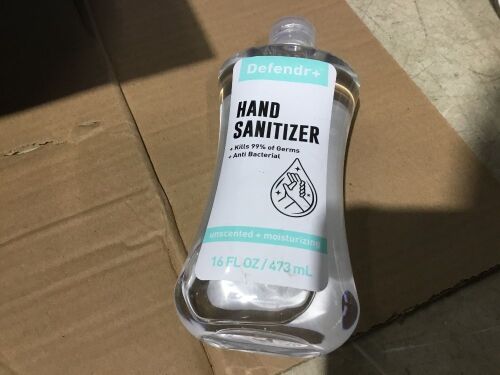 Defendr+
HAND
SANITIZER
+ Kills 99% of Germs
+ Anti Bacterial
unscented + moisturizing
16 FL OZ / 473 mL